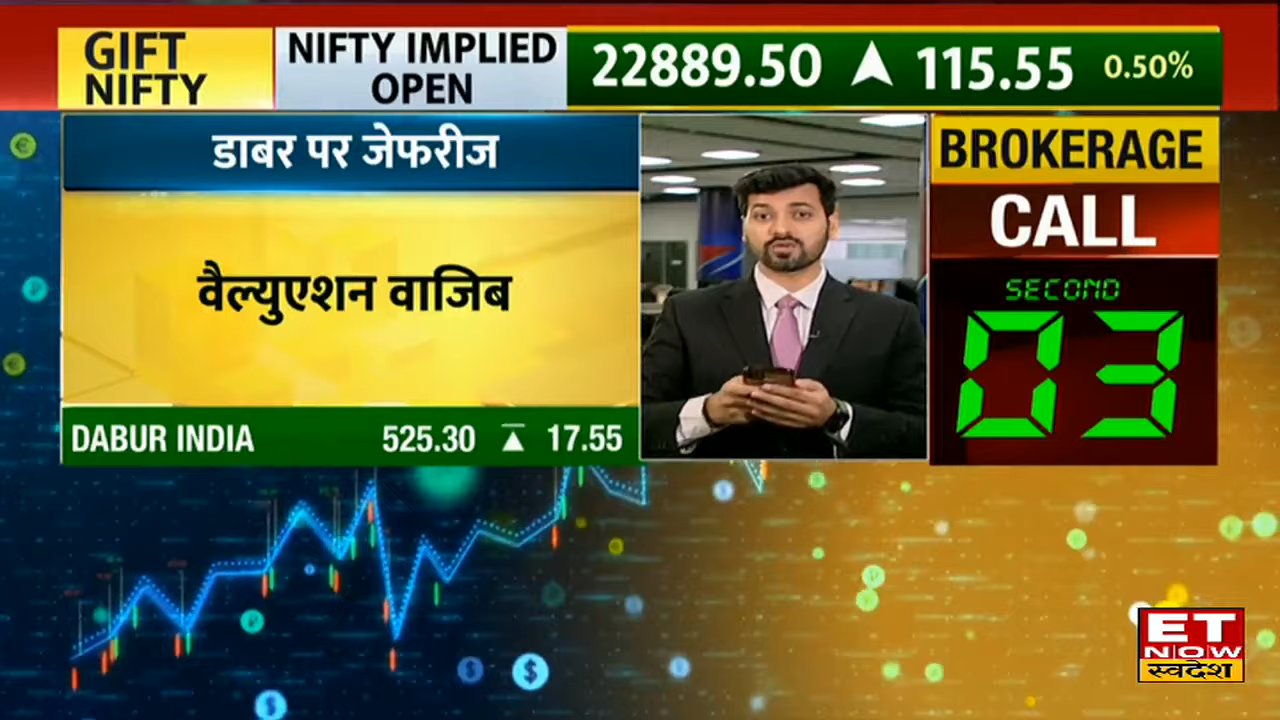 GIFT
NIFTY
NIFTY IMPLIED
OPEN
22889.50 ▲ 115.55 0.50%
डाबर पर जेफरीज
वैल्युएशन वाजिब
DABUR INDIA 525.30 ▲ 17.55
BROKERAGE
CALL
SECOND
03
ET
NOW
स्वदेश